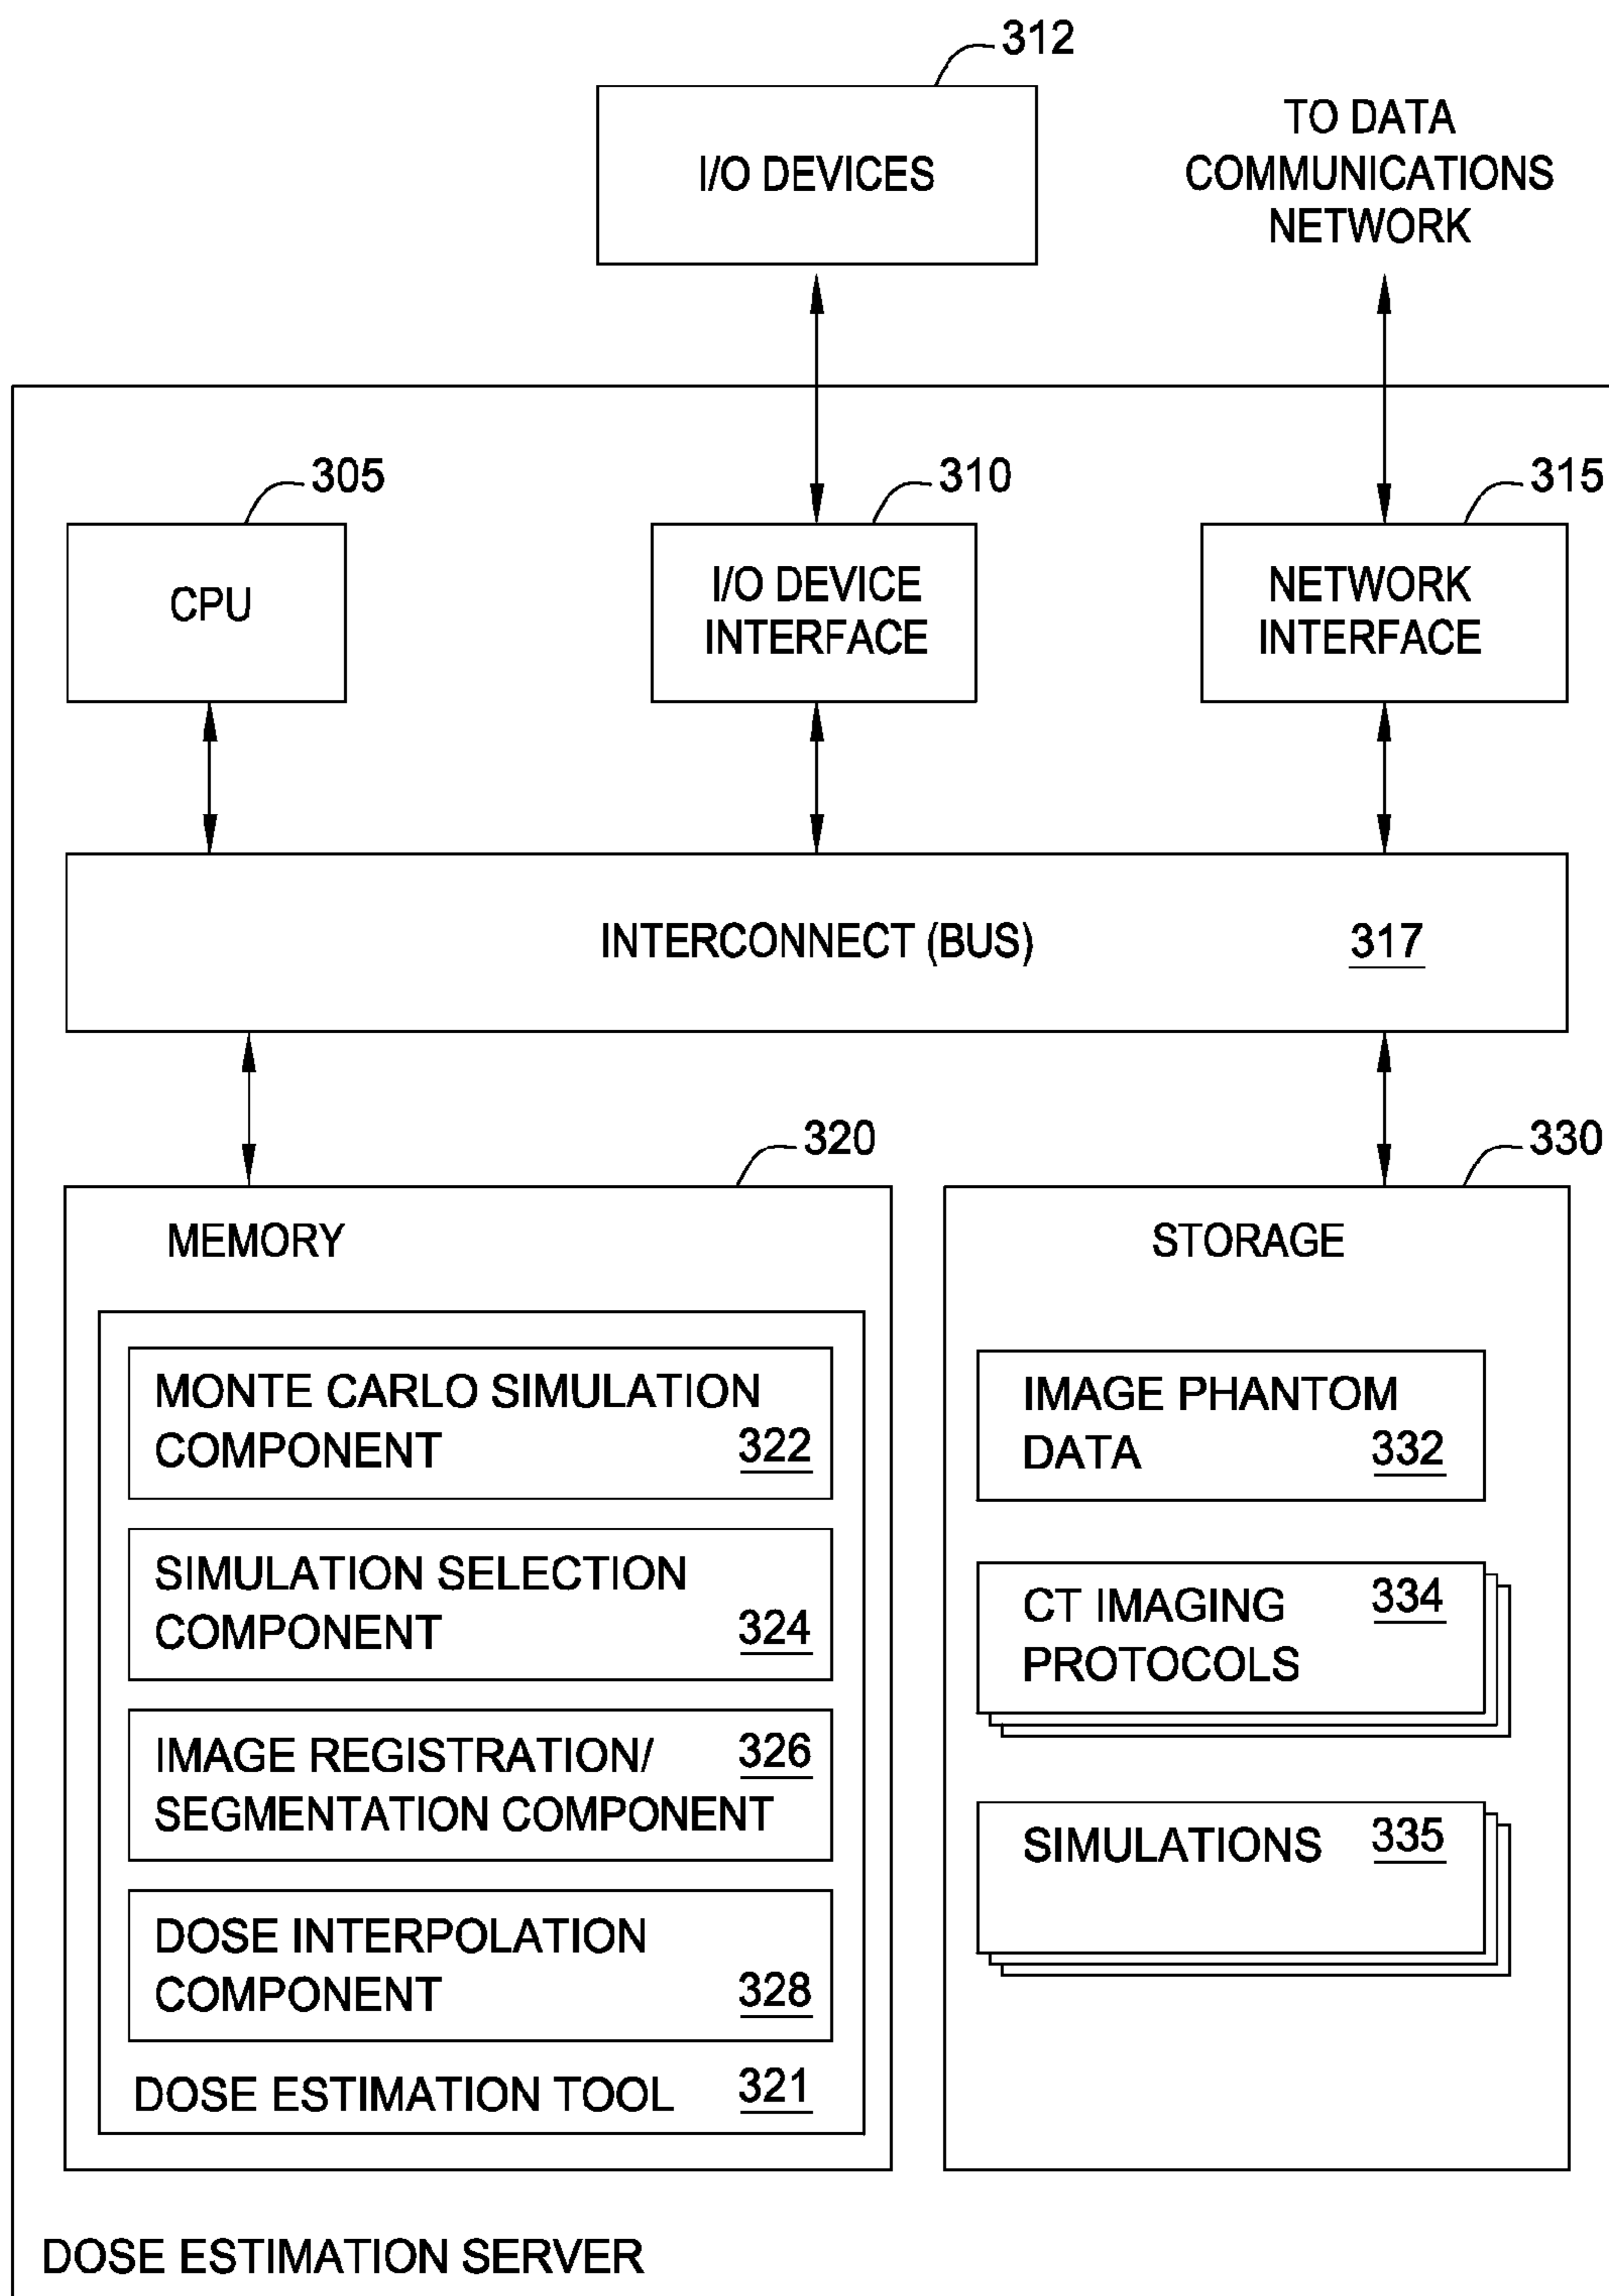 312
I/O DEVICES
TO DATA
COMMUNICATIONS
NETWORK
305
310
315
CPU
I/O DEVICE
INTERFACE
NETWORK
INTERFACE
INTERCONNECT (BUS) 317
320
330
MEMORY
MONTE CARLO SIMULATION
COMPONENT 322
SIMULATION SELECTION
COMPONENT 324
IMAGE REGISTRATION/ 326
SEGMENTATION COMPONENT
DOSE INTERPOLATION
COMPONENT 328
DOSE ESTIMATION TOOL 321
STORAGE
IMAGE PHANTOM
DATA 332
CT IMAGING 334
PROTOCOLS
SIMULATIONS 335
DOSE ESTIMATION SERVER